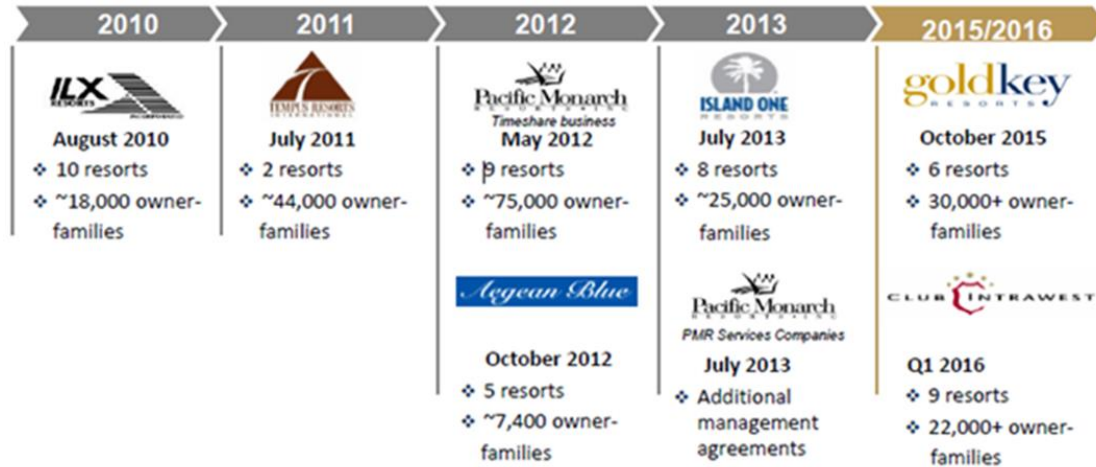 2010
2011
2012
2013
2015/2016
ILX
RESORTS
INCORPORATED
August 2010
❖ 10 resorts
❖ ~18,000 owner-
families
TEMPUS RESORTS
INTERNATIONAL
July 2011
❖ 2 resorts
❖ ~44,000 owner-
families
Pacific Monarch
Timeshare business
May 2012
❖ 9 resorts
❖ ~75,000 owner-
families
Aegean Blue
October 2012
❖ 5 resorts
❖ ~7,400 owner-
families
ISLAND ONE
RESORTS
July 2013
❖ 8 resorts
❖ ~25,000 owner-
families
Pacific Monarch
PMR Services Companies
July 2013
❖ Additional
management
agreements
goldkey
RESORTS
October 2015
❖ 6 resorts
❖ 30,000+ owner-
families
CLUB INTRAWEST
Q1 2016
❖ 9 resorts
❖ 22,000+ owner-
families